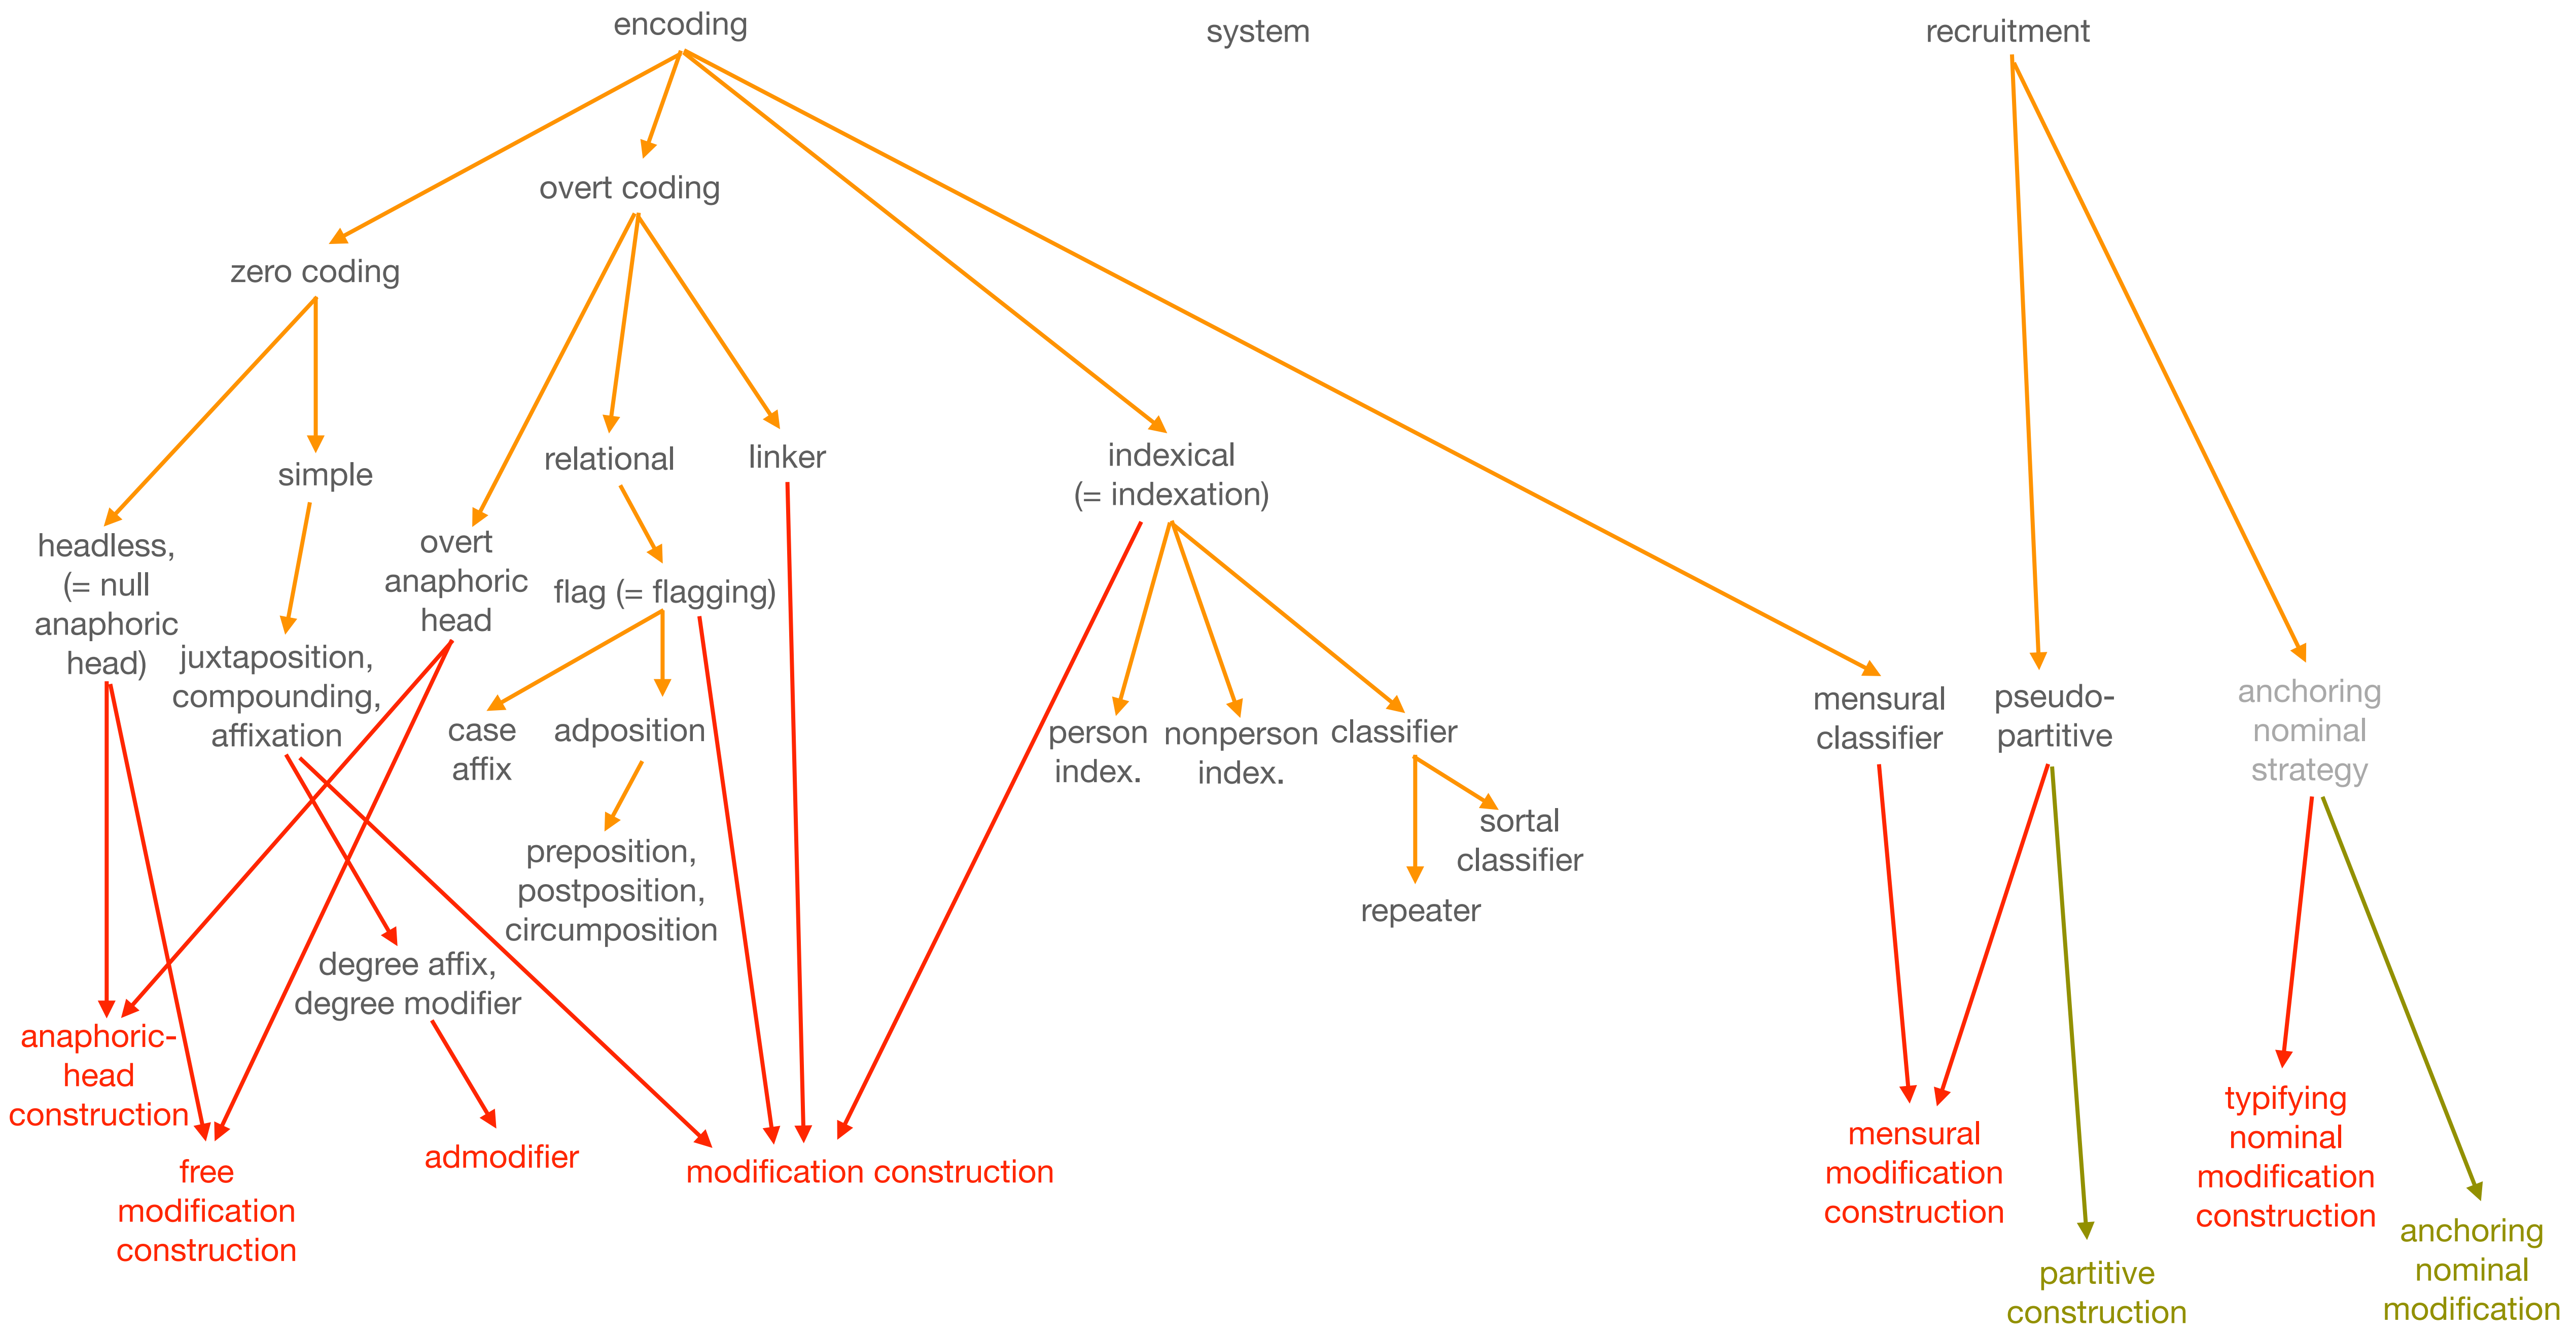 encoding
system
recruitment
overt coding
zero coding
simple
relational
linker
indexical
(= indexation)
headless,
(= null
anaphoric
head)
overt
anaphoric
head
flag (= flagging)
juxtaposition,
compounding,
affixation
case
affix
adposition
person
index.
nonperson
index.
classifier
mensural
classifier
pseudo-
partitive
anchoring
nominal
strategy
sortal
classifier
preposition,
postposition,
circumposition
repeater
degree affix,
degree modifier
anaphoric-
head
construction
free
modification
construction
admodifier
modification construction
mensural
modification
construction
typifying
nominal
modification
construction
partitive
construction
anchoring
nominal
modification